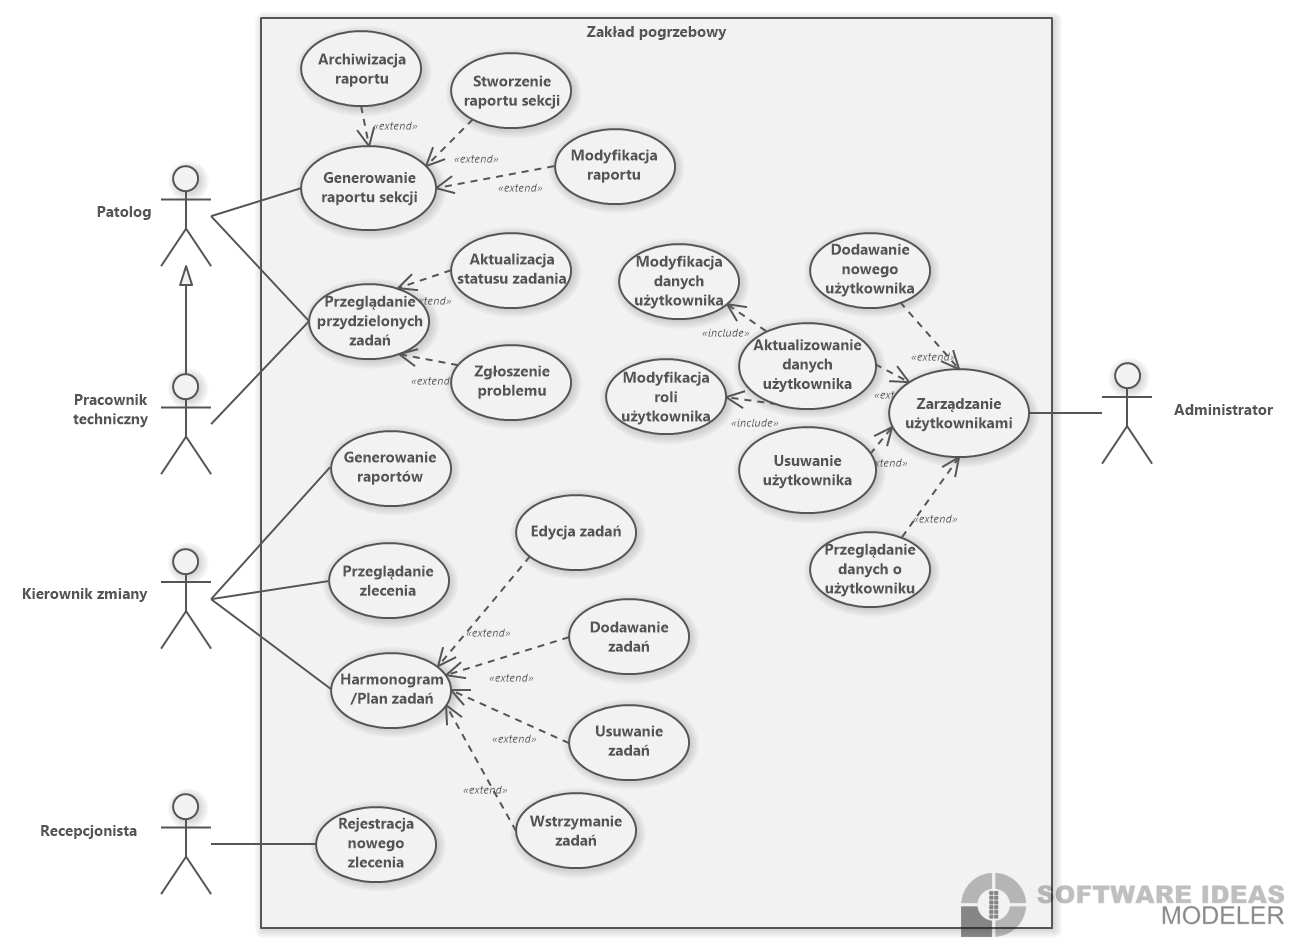 Zakład pogrzebowy
Archiwizacja
raportu
Stworzenie
raportu sekcji
«extend»
«extend»
Modyfikacja
raportu
«extend»
Generowanie
raportu sekcji
Patolog
Aktualizacja
statusu zadania
«extend»
Przeglądanie
przydzielonych
zadań
Zgłoszenie
problemu
«extend»
Modyfikacja
danych
użytkownika
Dodawanie
nowego
użytkownika
«include»
Aktualizowanie
danych
użytkownika
«extend»
Modyfikacja
roli
użytkownika
«include»
«extend»
Zarządzanie
użytkownikami
Administrator
Usuwanie
użytkownika
«extend»
«extend»
Przeglądanie
danych o
użytkowniku
Pracownik
techniczny
Generowanie
raportów
Edycja zadań
Przeglądanie
zlecenia
Kierownik zmiany
«extend»
Dodawanie
zadań
Harmonogram
/Plan zadań
«extend»
Usuwanie
zadań
«extend»
«extend»
Wstrzymanie
zadań
Recepcjonista
Rejestracja
nowego
zlecenia
SOFTWARE IDEAS
MODELER